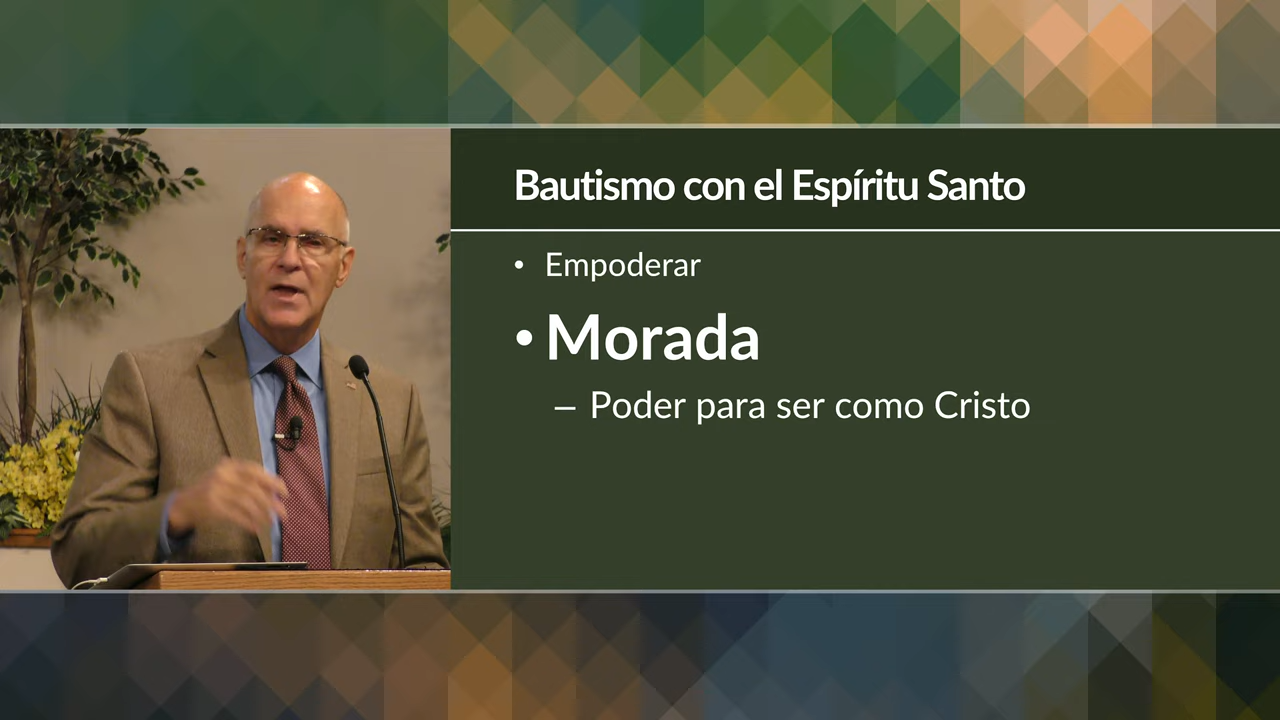 Bautismo con el Espíritu Santo
• Empoderar
• Morada
– Poder para ser como Cristo